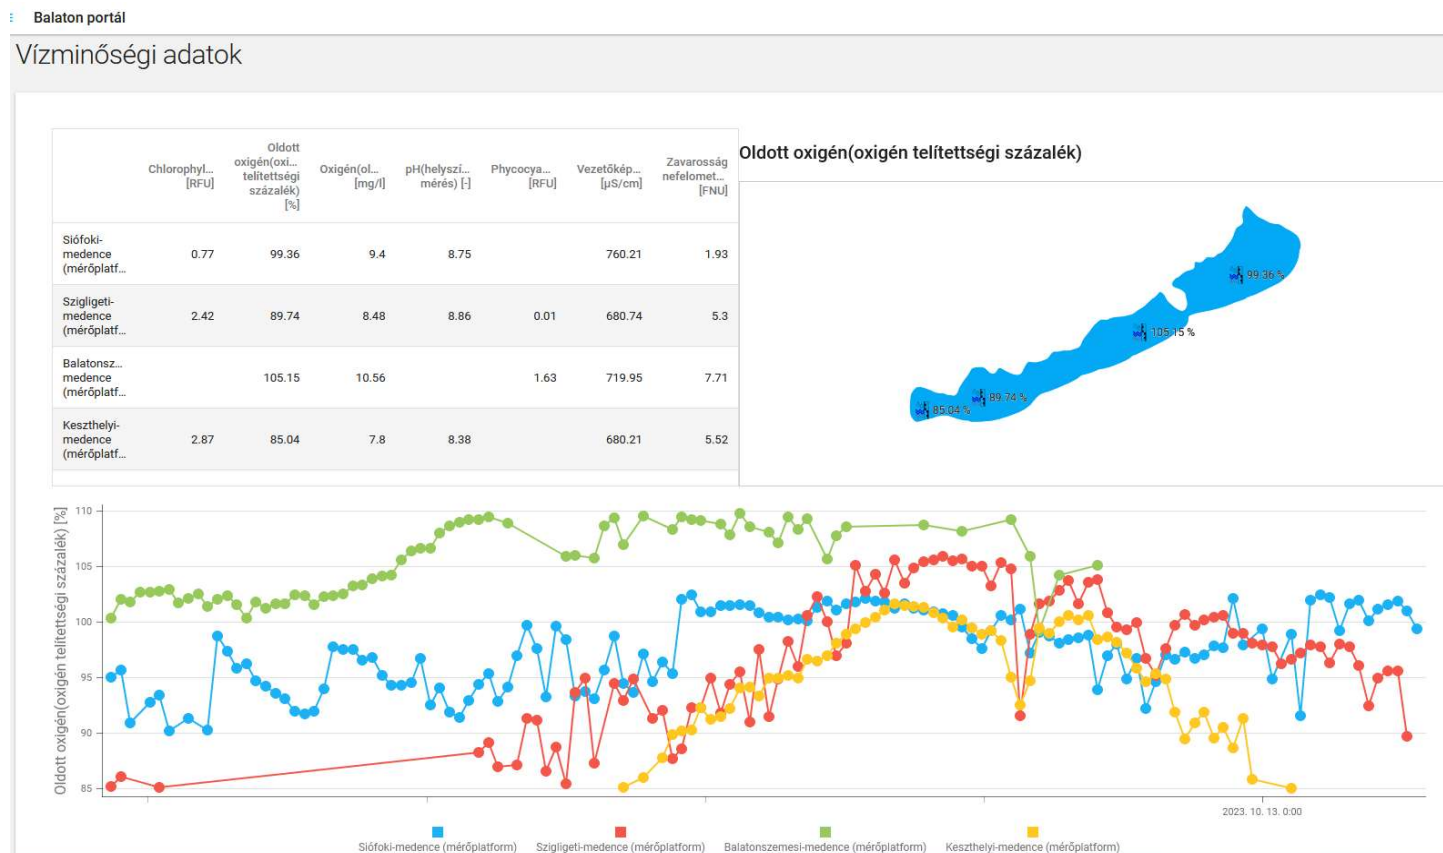 Balaton portál
Vízminőségi adatok
Chlorophyl...
[RFU]
Oldott
oxigén(oxi...
telítettségi
százalék)
[%]
Oxigén(ol...
[mg/l]
pH(helyszí...
mérés) [-]
Phycocya...
[RFU]
Vezetőkép...
[µS/cm]
Zavarosság
nefelomet...
[FNU]
Siófoki-
medence
(mérőplatf...
0.77 99.36 9.4 8.75 760.21 1.93
Szigligeti-
medence
(mérőplatf...
2.42 89.74 8.48 8.86 0.01 680.74 5.3
Balatonsz...
medence
(mérőplatf...
105.15 10.56 1.63 719.95 7.71
Keszthelyi-
medence
(mérőplatf...
2.87 85.04 7.8 8.38 680.21 5.52
Oldott oxigén(oxigén telítettségi százalék)
99.36 %
105.15 %
89.74 %
85.04 %
Oldott oxigén(oxigén telítettségi százalék) [%]
110
105
100
95
90
85
2023. 10. 13. 0:00
Siófoki-medence (mérőplatform)
Szigligeti-medence (mérőplatform)
Balatonszemesi-medence (mérőplatform)
Keszthelyi-medence (mérőplatform)